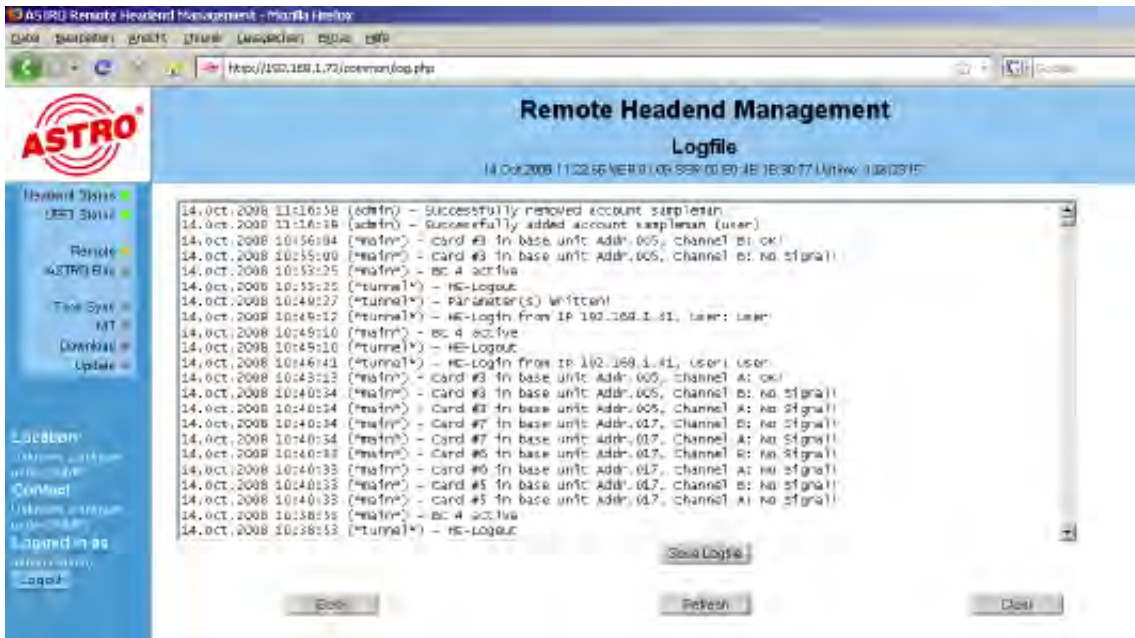 ASTRO Remote Headend Management - Mozilla Firefox
http://192.168.1.72/common/log.php
ASTRO
Remote Headend Management
Logfile
Headend Status
UEST Status
Remote
ASTRO Bus
Time Sync
NIT
Download
Update
Location
Contact
Logged in as
Logout
14.Oct.2008 11:16:58 (admin) - Successfully removed account sampleman
14.Oct.2008 11:16:38 (admin) - Successfully added account sampleman (user)
14.Oct.2008 10:56:04 (*main*) - Card #3 in base unit Addr.005, Channel B: OK!
14.Oct.2008 10:55:00 (*main*) - Card #3 in base unit Addr.005, Channel B: No Signal!
14.Oct.2008 10:53:25 (*main*) - BC 4 active
14.Oct.2008 10:53:25 (*tunnel*) - HE-Logout
14.Oct.2008 10:49:27 (*tunnel*) - Parameter(s) written!
14.Oct.2008 10:49:12 (*tunnel*) - HE-Login from IP 192.168.1.41, user: user
14.Oct.2008 10:49:10 (*main*) - BC 4 active
14.Oct.2008 10:49:10 (*tunnel*) - HE-Logout
14.Oct.2008 10:46:41 (*tunnel*) - HE-Login from IP 192.168.1.41, user: user
14.Oct.2008 10:43:13 (*main*) - Card #3 in base unit Addr.005, Channel A: OK!
14.Oct.2008 10:40:34 (*main*) - Card #3 in base unit Addr.005, Channel B: No Signal!
14.Oct.2008 10:40:34 (*main*) - Card #3 in base unit Addr.005, Channel A: No Signal!
14.Oct.2008 10:40:34 (*main*) - Card #7 in base unit Addr.017, Channel B: No Signal!
14.Oct.2008 10:40:34 (*main*) - Card #7 in base unit Addr.017, Channel A: No Signal!
14.Oct.2008 10:40:33 (*main*) - Card #6 in base unit Addr.017, Channel B: No Signal!
14.Oct.2008 10:40:33 (*main*) - Card #6 in base unit Addr.017, Channel A: No Signal!
14.Oct.2008 10:40:33 (*main*) - Card #5 in base unit Addr.017, Channel B: No Signal!
14.Oct.2008 10:40:33 (*main*) - Card #5 in base unit Addr.017, Channel A: No Signal!
14.Oct.2008 10:38:53 (*main*) - BC 4 active
14.Oct.2008 10:38:53 (*tunnel*) - HE-Logout
Save Logfile
Back
Refresh
Clear